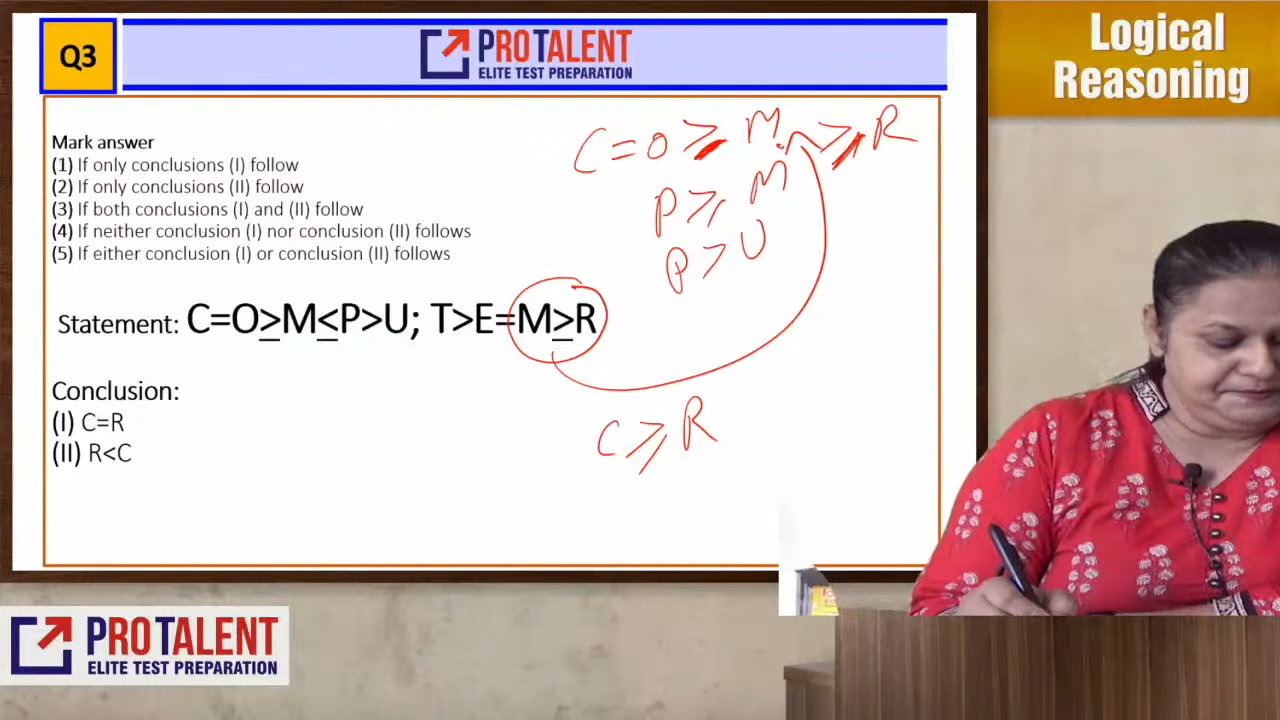 Q3
PROTALENT
ELITE TEST PREPARATION
Logical
Reasoning
Mark answer
(1) If only conclusions (I) follow
(2) If only conclusions (II) follow
(3) If both conclusions (I) and (II) follow
(4) If neither conclusion (I) nor conclusion (II) follows
(5) If either conclusion (I) or conclusion (II) follows
C=O≥M≥R
P≥M
P>U
Statement: C=O≥M≤P>U; T>E=M≥R
Conclusion:
(I) C=R
(II) R<C
C≥R
PROTALENT
ELITE TEST PREPARATION